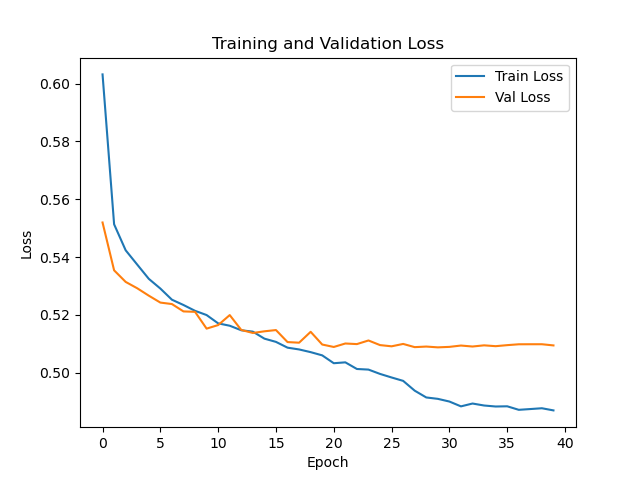 Training and Validation Loss
Train Loss
Val Loss
0.60
0.58
0.56
0.54
0.52
0.50
Loss
0 5 10 15 20 25 30 35 40
Epoch